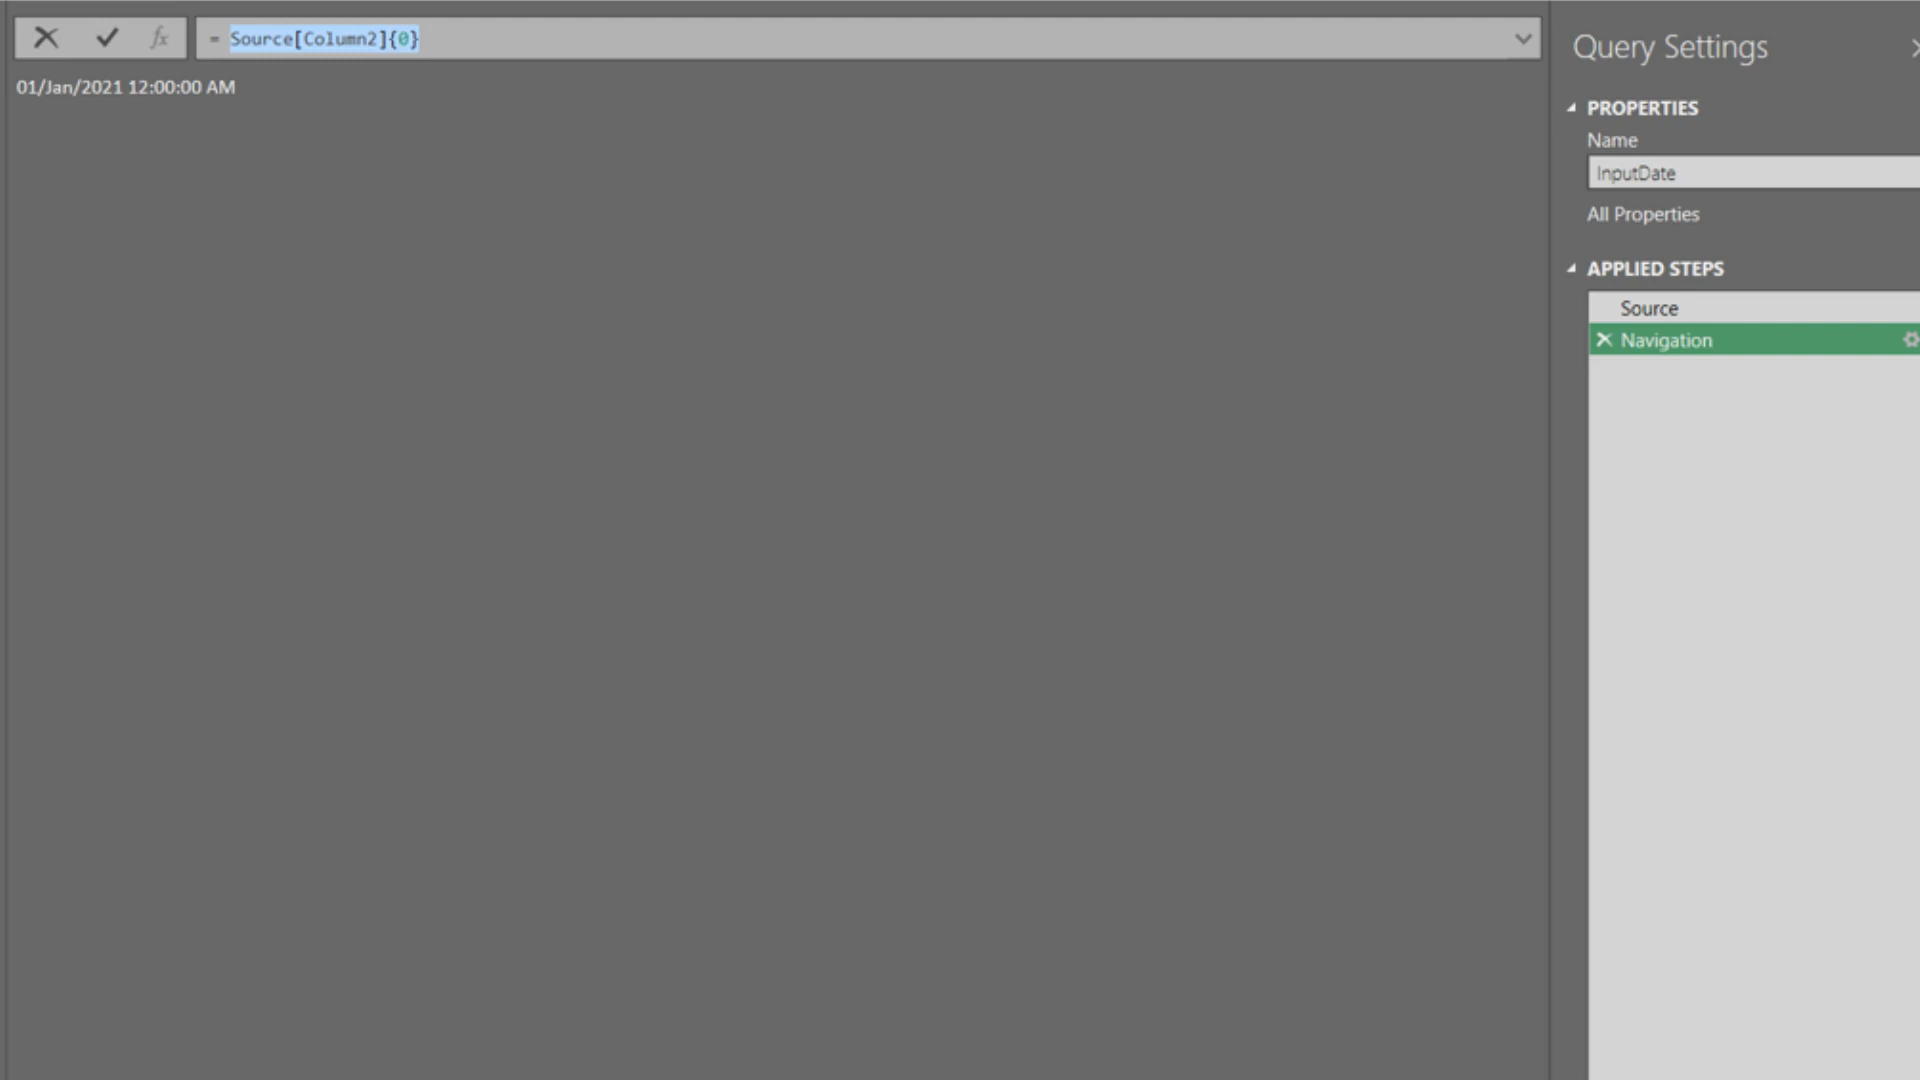 fx
= Source[Column2]{0}
01/Jan/2021 12:00:00 AM
Query Settings
PROPERTIES
Name
InputDate
All Properties
APPLIED STEPS
Source
Navigation